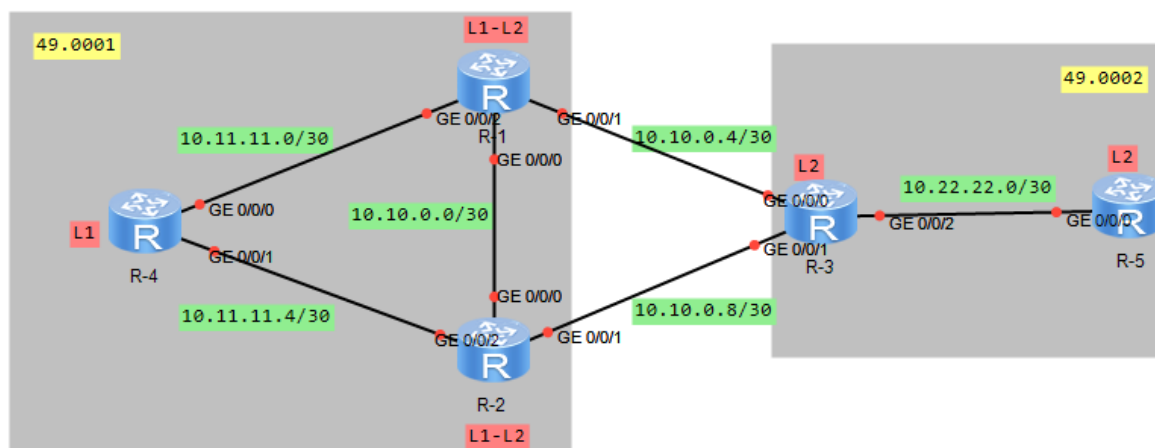 L1-L2
49.0001
49.0002
R
GE 0/0/2
GE 0/0/1
R-1
10.11.11.0/30
10.10.0.4/30
GE 0/0/0
L2
L2
10.22.22.0/30
R
GE 0/0/0
10.10.0.0/30
GE 0/0/0
R
GE 0/0/2
GE 0/0/0
R
L1
R
GE 0/0/1
GE 0/0/1
R-3
R-5
R-4
GE 0/0/0
10.11.11.4/30
10.10.0.8/30
GE 0/0/2
GE 0/0/1
R
R-2
L1-L2